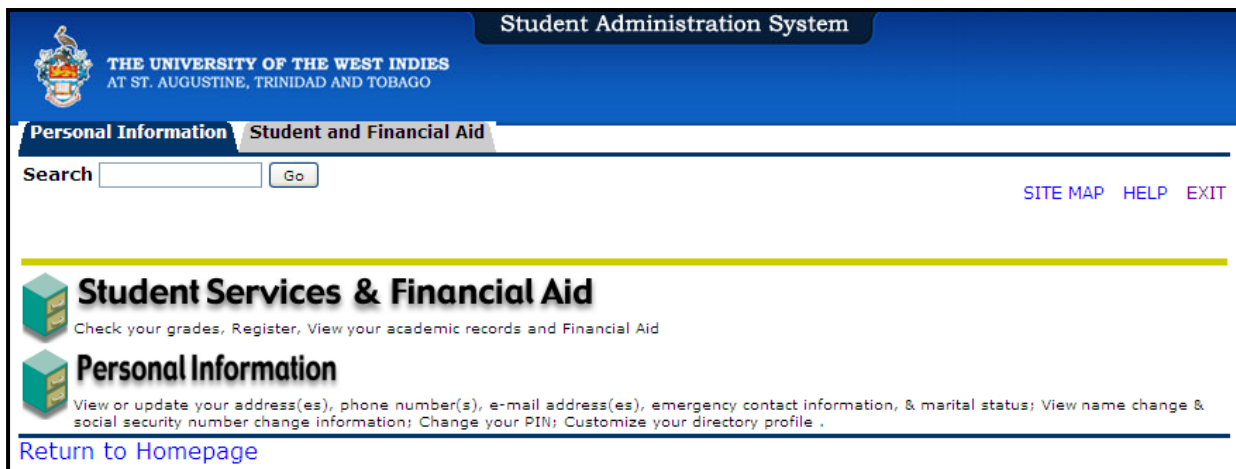 Student Administration System
THE UNIVERSITY OF THE WEST INDIES
AT ST. AUGUSTINE, TRINIDAD AND TOBAGO
Personal Information Student and Financial Aid
Search Go
SITE MAP HELP EXIT
Student Services & Financial Aid
Check your grades, Register, View your academic records and Financial Aid
Personal Information
View or update your address(es), phone number(s), e-mail address(es), emergency contact information, & marital status; View name change &
social security number change information; Change your PIN; Customize your directory profile .
Return to Homepage